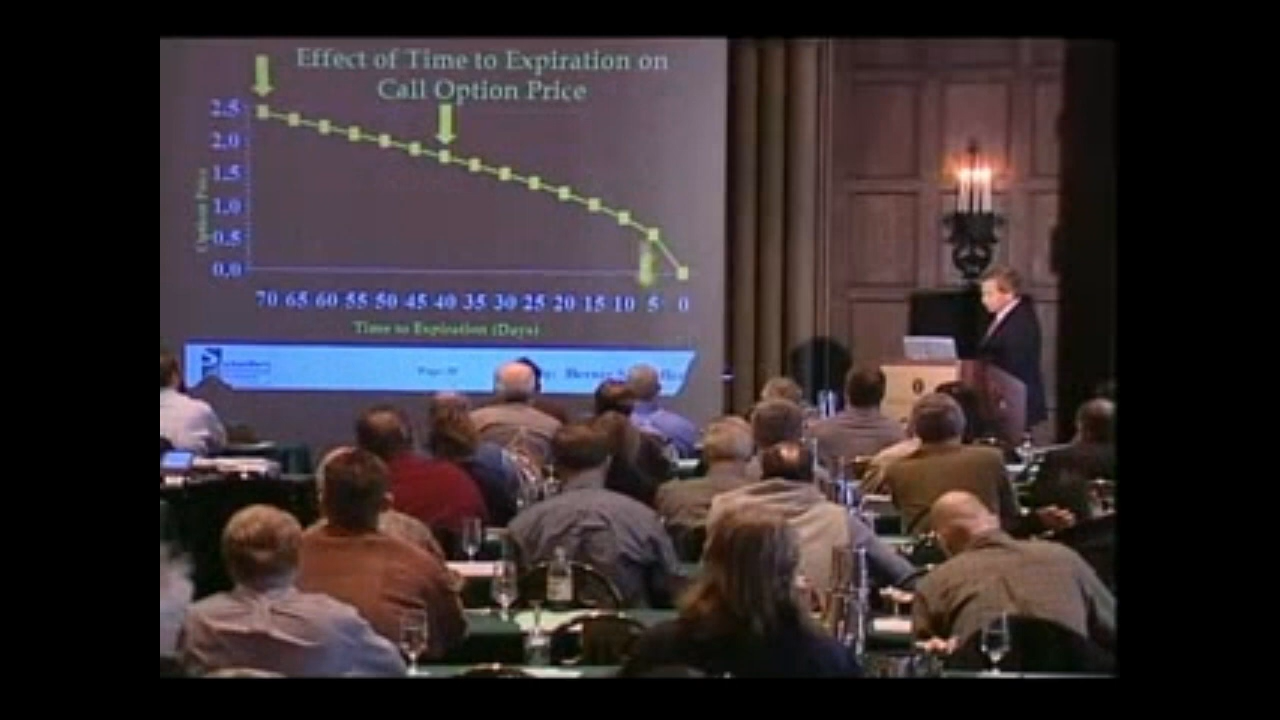 Effect of Time to Expiration on
Call Option Price
2.5
2.0
1.5
1.0
0.5
0.0
Option Price
70 65 60 55 50 45 40 35 30 25 20 15 10 5 0
Time to Expiration (Days)
Page